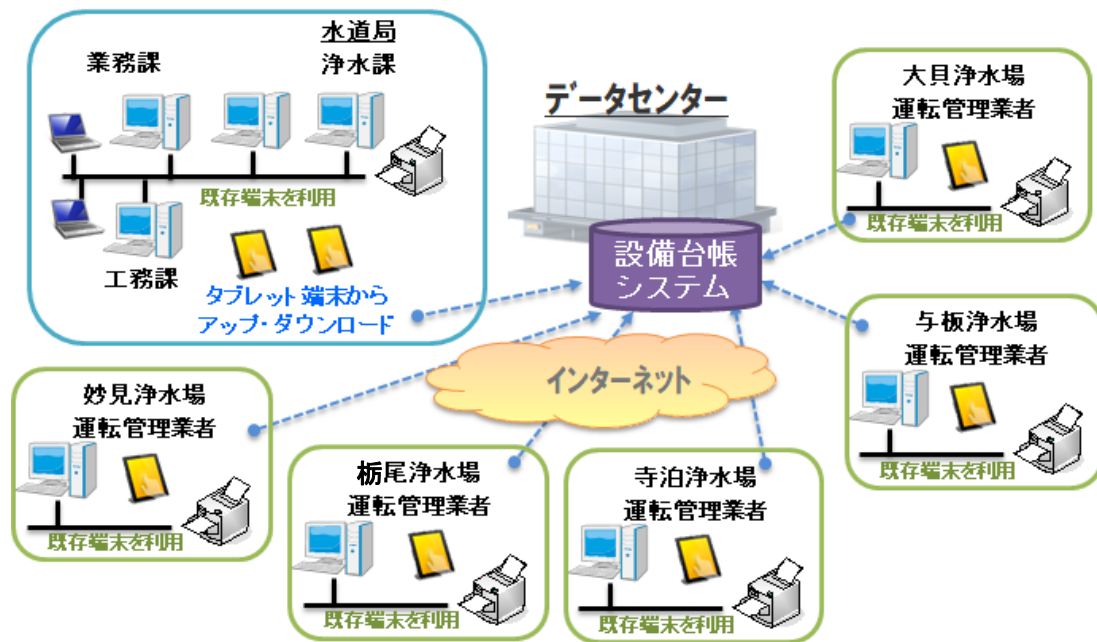 水道局
浄水課
業務課
既存端末を利用
工務課
タブレット端末から
アップ・ダウンロード
データセンター
設備台帳
システム
インターネット
大貝浄水場
運転管理業者
既存端末を利用
与板浄水場
運転管理業者
既存端末を利用
妙見浄水場
運転管理業者
既存端末を利用
栃尾浄水場
運転管理業者
既存端末を利用
寺泊浄水場
運転管理業者
既存端末を利用